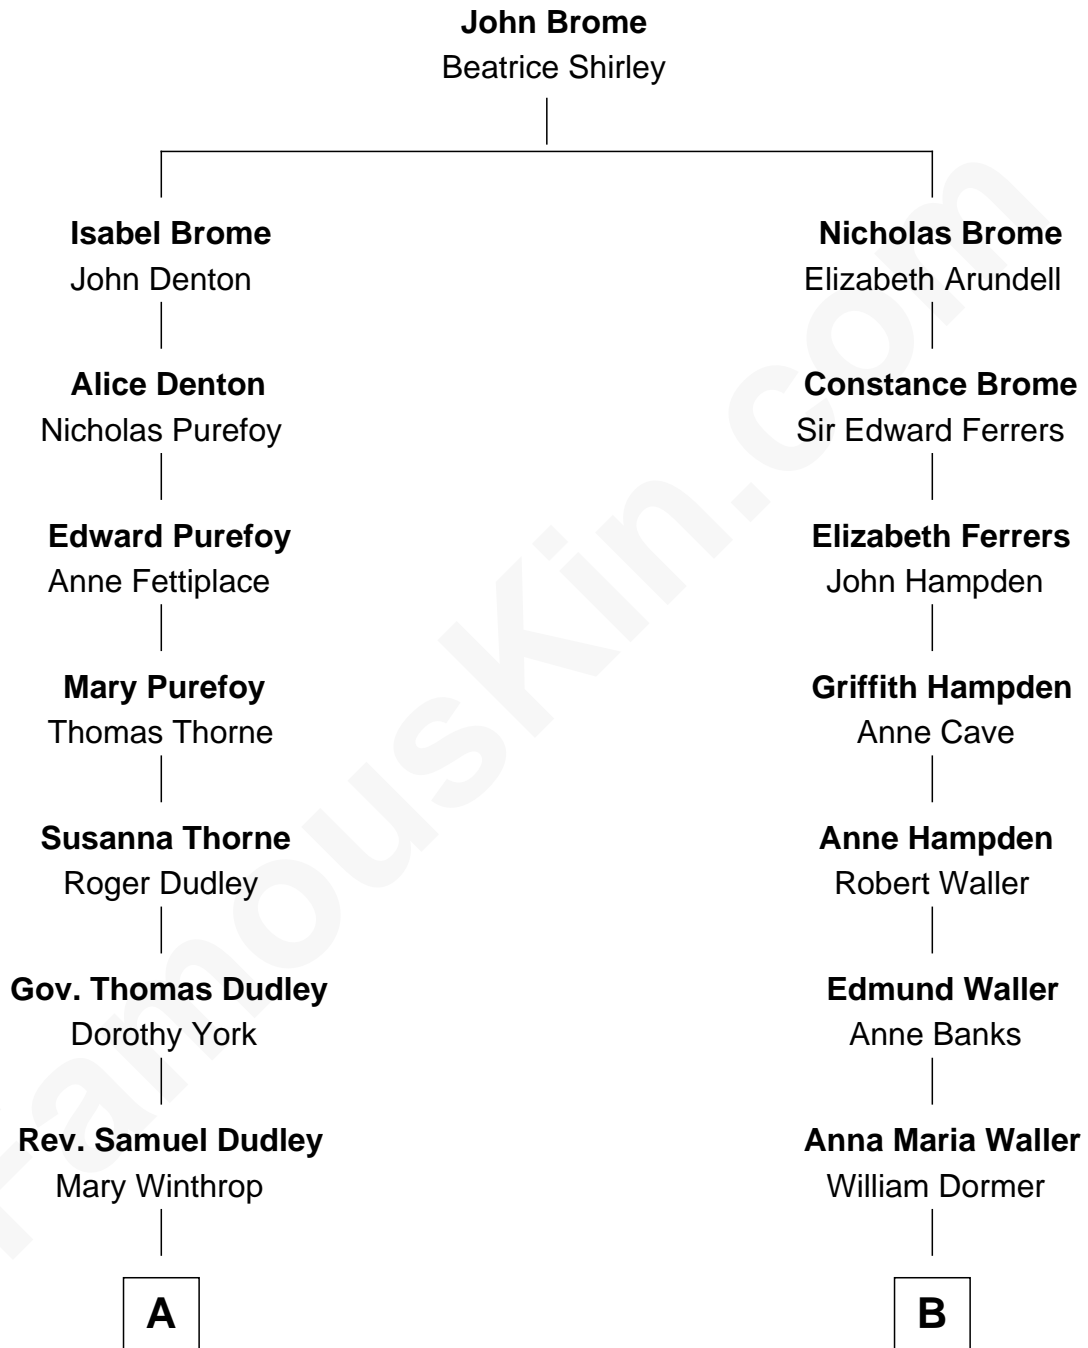 John Brome
Beatrice Shirley
Isabel Brome
John Denton
Nicholas Brome
Elizabeth Arundell
Alice Denton
Nicholas Purefoy
Constance Brome
Sir Edward Ferrers
Edward Purefoy
Anne Fettiplace
Elizabeth Ferrers
John Hampden
Mary Purefoy
Thomas Thorne
Griffith Hampden
Anne Cave
Susanna Thorne
Roger Dudley
Anne Hampden
Robert Waller
Gov. Thomas Dudley
Dorothy York
Edmund Waller
Anne Banks
Rev. Samuel Dudley
Mary Winthrop
Anna Maria Waller
William Dormer
A
B
FamousKin.com